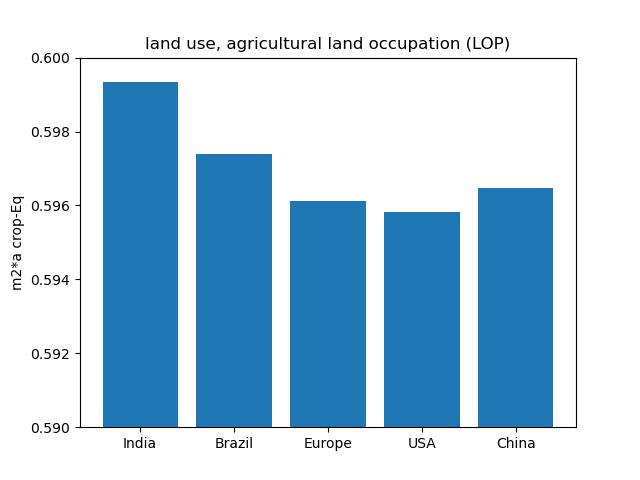 land use, agricultural land occupation (LOP)
0.600
0.598
0.596
0.594
0.592
0.590
m2*a crop-Eq
India Brazil Europe USA China